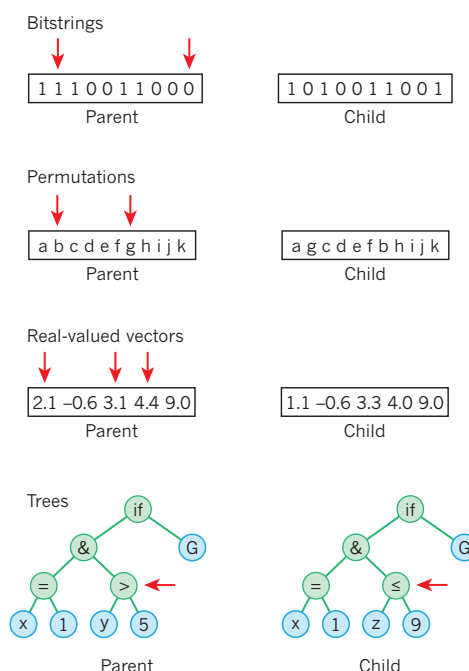 Bitstrings
1 1 1 0 0 1 1 0 0 0 1 0 1 0 0 1 1 0 0 1
Parent Child
Permutations
a b c d e f g h i j k a g c d e f b h i j k
Parent Child
Real-valued vectors
2.1 –0.6 3.1 4.4 9.0 1.1 –0.6 3.3 4.0 9.0
Parent Child
Trees if if
& G & G
= > = ≤
x 1 y 5 x 1 z 9
Parent Child